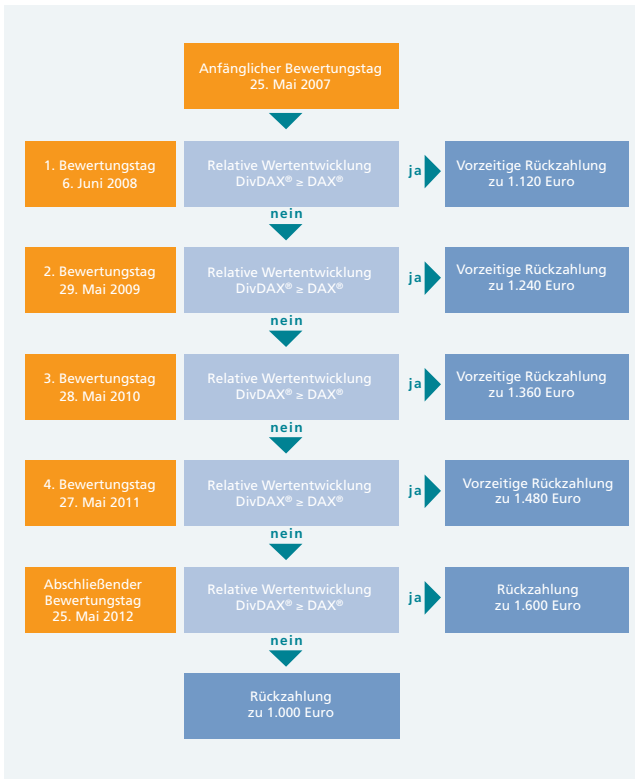 Anfänglicher Bewertungstag
25. Mai 2007
1. Bewertungstag
6. Juni 2008
Relative Wertentwicklung
DivDAX® ≥ DAX®
ja
Vorzeitige Rückzahlung
zu 1.120 Euro
nein
2. Bewertungstag
29. Mai 2009
Relative Wertentwicklung
DivDAX® ≥ DAX®
ja
Vorzeitige Rückzahlung
zu 1.240 Euro
nein
3. Bewertungstag
28. Mai 2010
Relative Wertentwicklung
DivDAX® ≥ DAX®
ja
Vorzeitige Rückzahlung
zu 1.360 Euro
nein
4. Bewertungstag
27. Mai 2011
Relative Wertentwicklung
DivDAX® ≥ DAX®
ja
Vorzeitige Rückzahlung
zu 1.480 Euro
nein
Abschließender
Bewertungstag
25. Mai 2012
Relative Wertentwicklung
DivDAX® ≥ DAX®
ja
Rückzahlung
zu 1.600 Euro
nein
Rückzahlung
zu 1.000 Euro